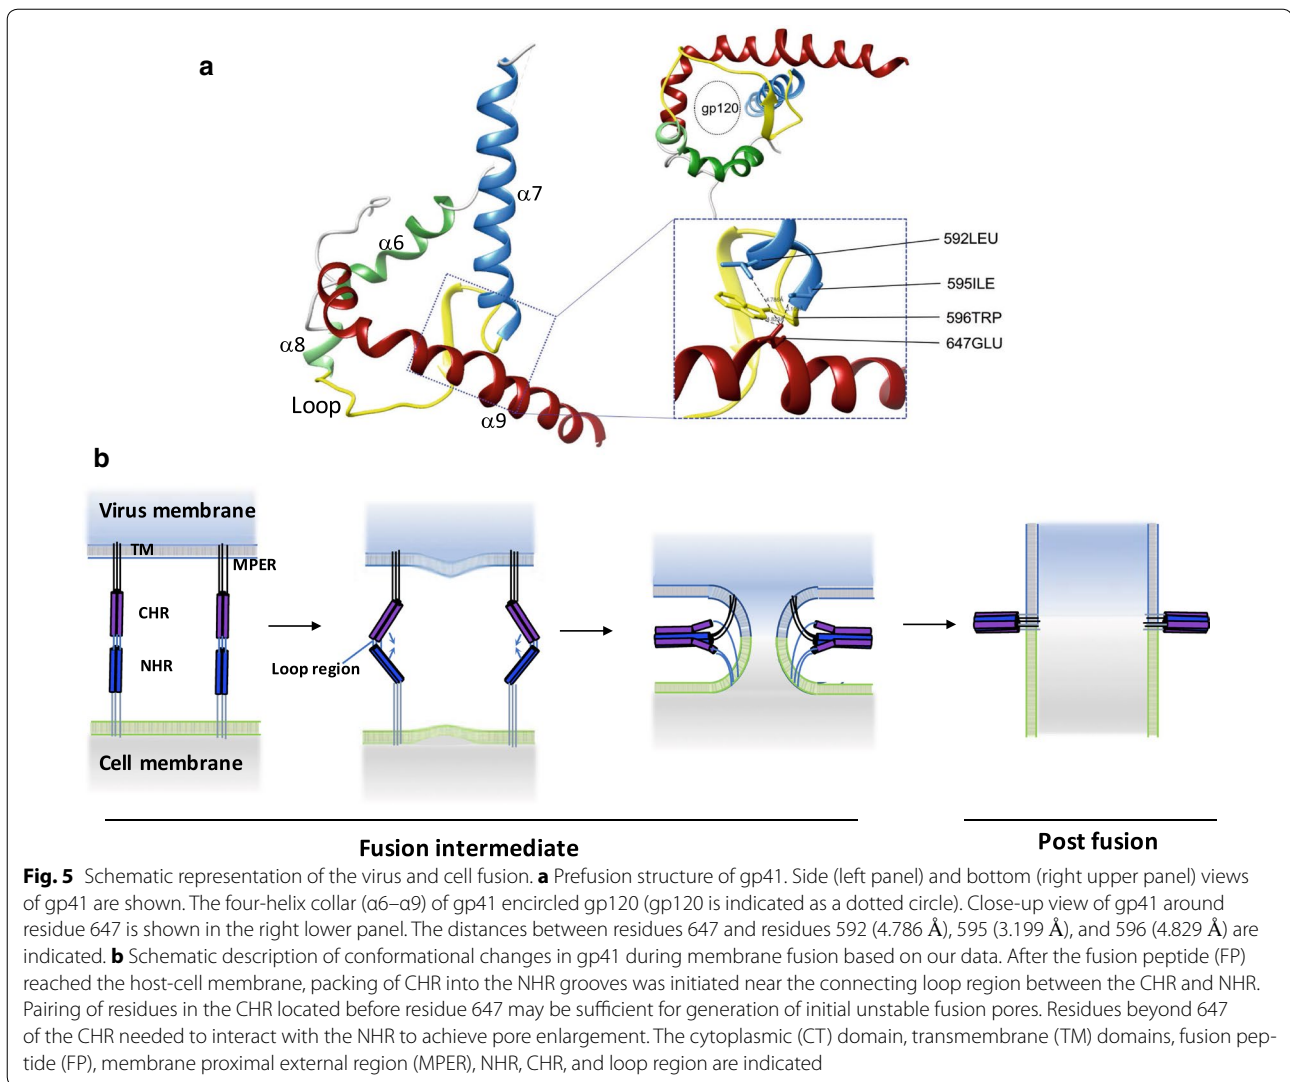 a
α7
α6
α8
Loop
α9
gp120
592LEU
595ILE
596TRP
647GLU
b
Virus membrane
TM
MPER
CHR
NHR
Cell membrane
Loop region
Fusion intermediate
Post fusion
Fig. 5 Schematic representation of the virus and cell fusion. a Prefusion structure of gp41. Side (left panel) and bottom (right upper panel) views
of gp41 are shown. The four-helix collar (α6–α9) of gp41 encircled gp120 (gp120 is indicated as a dotted circle). Close-up view of gp41 around
residue 647 is shown in the right lower panel. The distances between residues 647 and residues 592 (4.786 Å), 595 (3.199 Å), and 596 (4.829 Å) are
indicated. b Schematic description of conformational changes in gp41 during membrane fusion based on our data. After the fusion peptide (FP)
reached the host-cell membrane, packing of CHR into the NHR grooves was initiated near the connecting loop region between the CHR and NHR.
Pairing of residues in the CHR located before residue 647 may be sufficient for generation of initial unstable fusion pores. Residues beyond 647
of the CHR needed to interact with the NHR to achieve pore enlargement. The cytoplasmic (CT) domain, transmembrane (TM) domains, fusion pep-
tide (FP), membrane proximal external region (MPER), NHR, CHR, and loop region are indicated